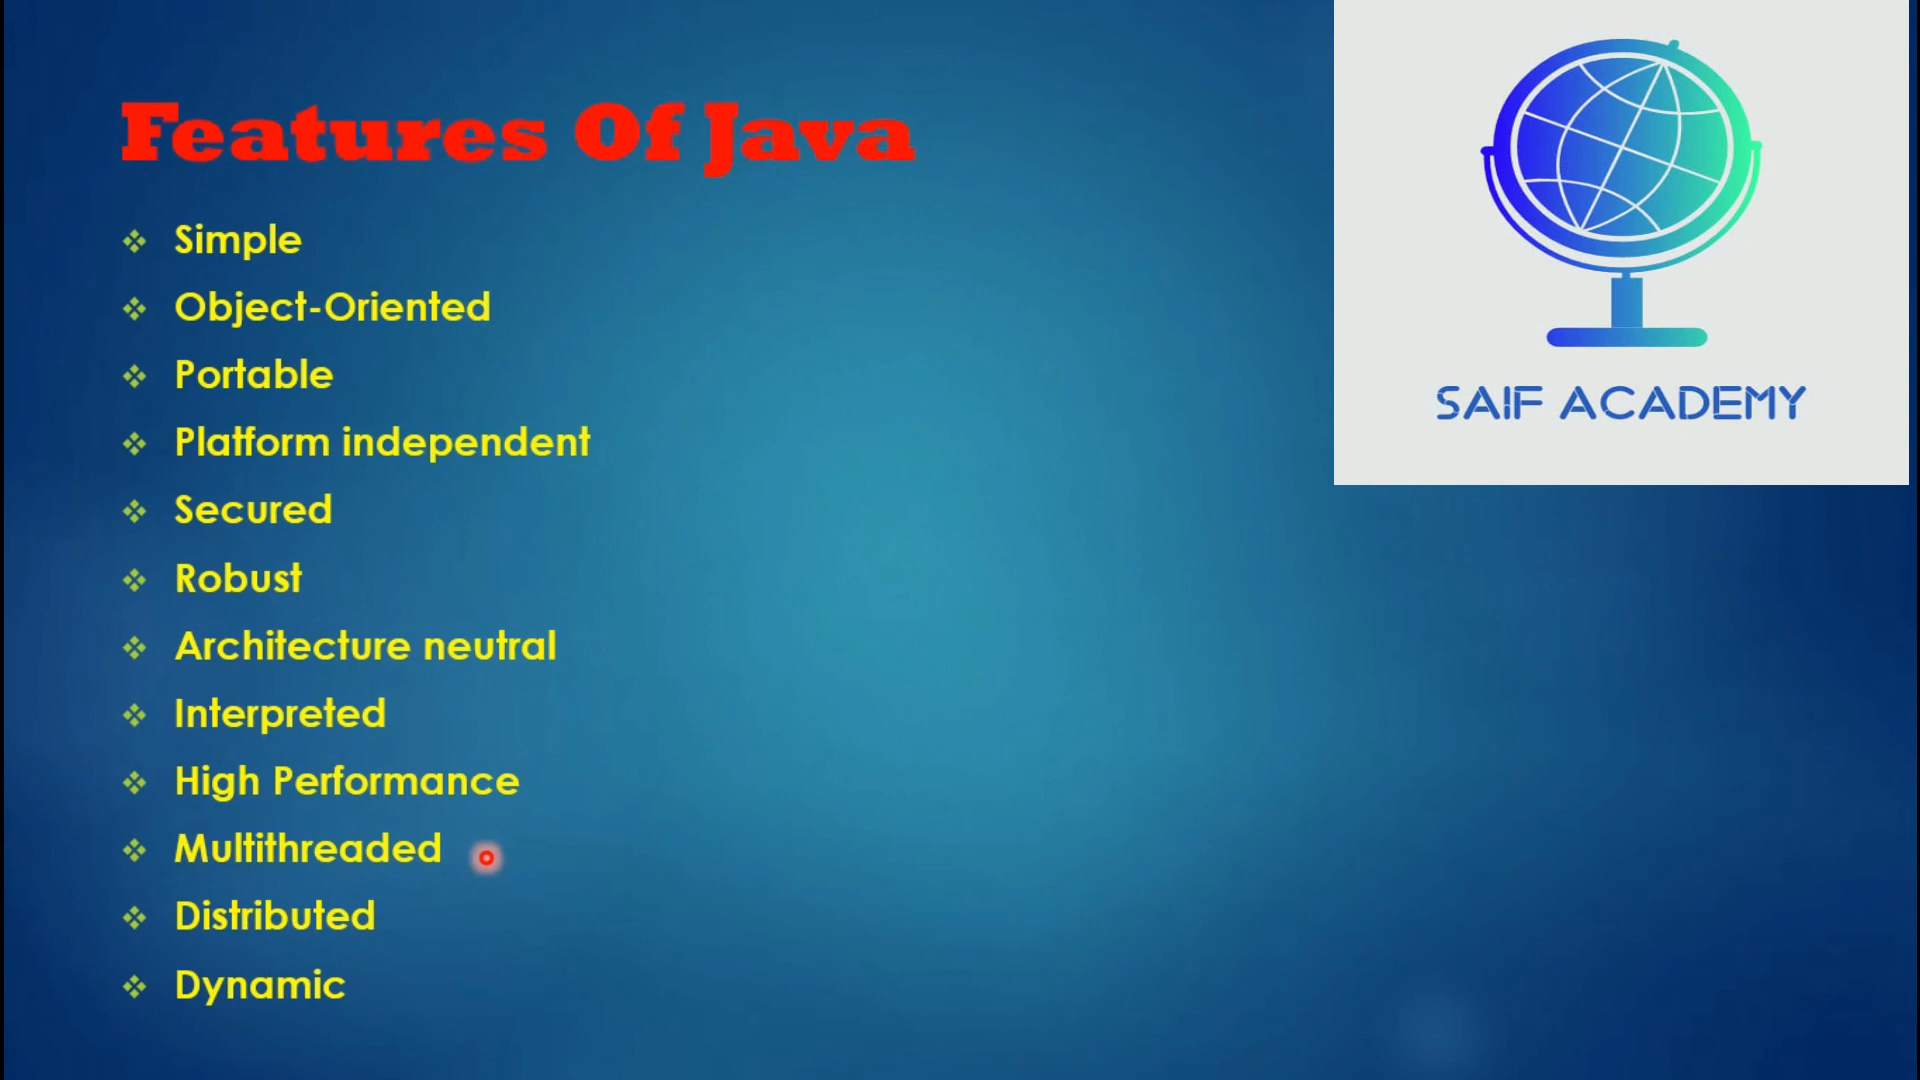 Features Of Java
Simple
Object-Oriented
Portable
Platform independent
Secured
Robust
Architecture neutral
Interpreted
High Performance
Multithreaded
Distributed
Dynamic
SAIF ACADEMY